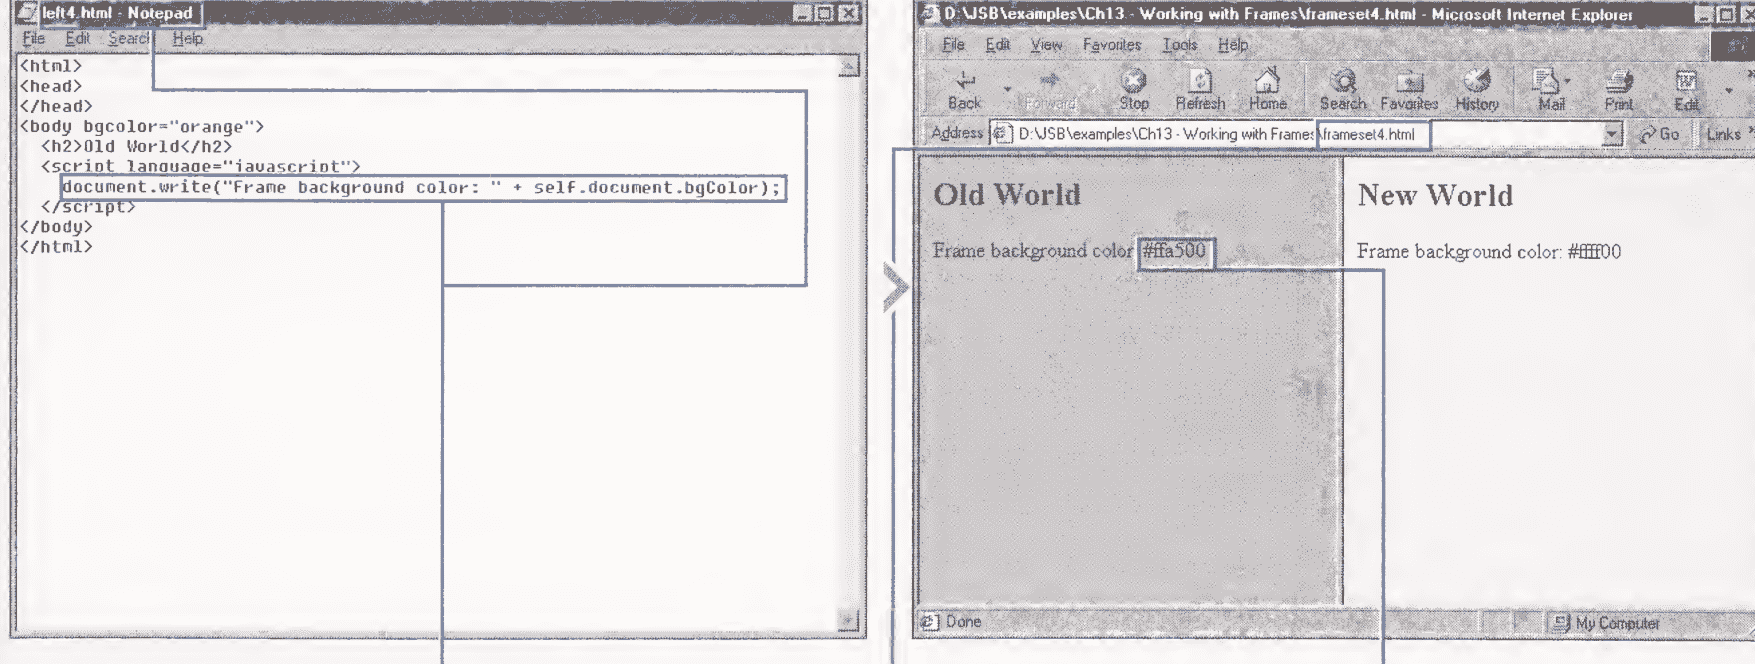 left4.html - Notepad
File Edit Search Help
<html>
<head>
</head>
<body bgcolor="orange">
<h2>Old World</h2>
<script language="javascript">
document.write("Frame background color: " + self.document.bgColor);
</script>
</body>
</html>
D:\JSB\examples\Ch13 - Working with Frames\frameset4.html - Microsoft Internet Explorer
File Edit View Favorites Tools Help
Back Forward Stop Refresh Home Search Favorites History Mail Print Edit
Address D:\JSB\examples\Ch13 - Working with Frames\frameset4.html Go Links
Old World
Frame background color: #ffa500
New World
Frame background color: #ffff00
Done
My Computer